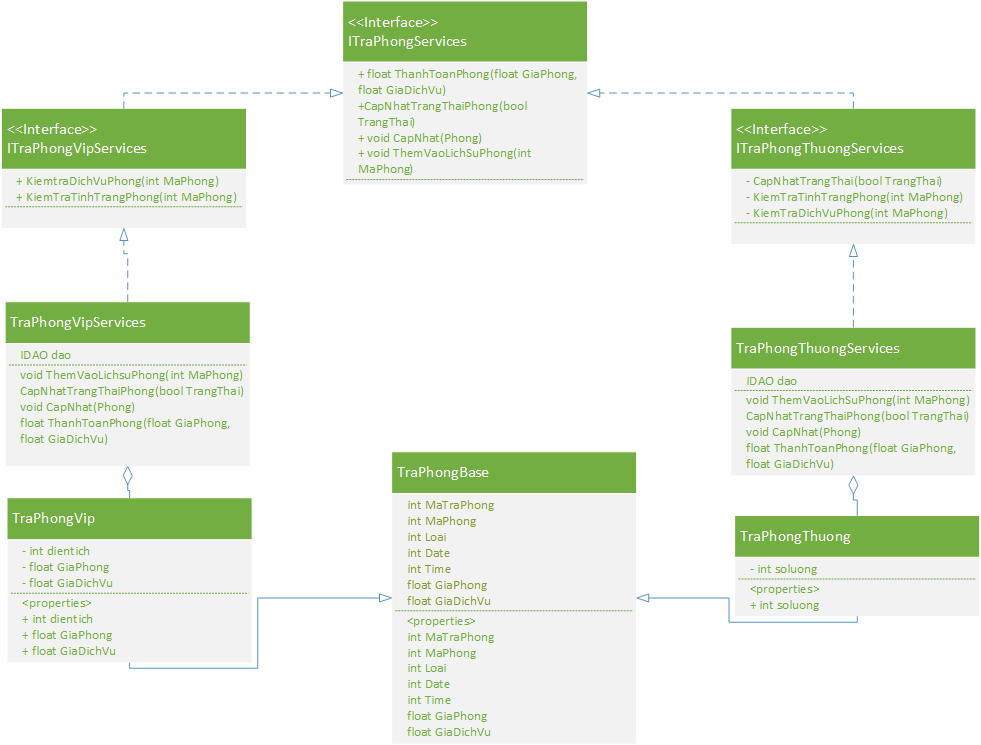 <<Interface>>
ITraPhongServices
+ float ThanhToanPhong(float GiaPhong,
float GiaDichVu)
+CapNhatTrangThaiPhong(bool
TrangThai)
+ void CapNhat(Phong)
+ void ThemVaoLichSuPhong(int
MaPhong)
<<Interface>>
ITraPhongVipServices
+ KiemtraDichVuPhong(int MaPhong)
+ KiemTraTinhTrangPhong(int MaPhong)
<<Interface>>
ITraPhongThuongServices
- CapNhatTrangThai(bool TrangThai)
- KiemTraTinhTrangPhong(int MaPhong)
- KiemTraDichVuPhong(int MaPhong)
TraPhongVipServices
IDAO dao
void ThemVaoLichsuPhong(int MaPhong)
CapNhatTrangThaiPhong(bool TrangThai)
void CapNhat(Phong)
float ThanhToanPhong(float GiaPhong,
float GiaDichVu)
TraPhongThuongServices
IDAO dao
void ThemVaoLichSuPhong(int MaPhong)
CapNhatTrangThaiPhong(bool TrangThai)
void CapNhat(Phong)
float ThanhToanPhong(float GiaPhong,
float GiaDichVu)
TraPhongVip
- int dientich
- float GiaPhong
- float GiaDichVu
<properties>
+ int dientich
+ float GiaPhong
+ float GiaDichVu
TraPhongBase
int MaTraPhong
int MaPhong
int Loai
int Date
int Time
float GiaPhong
float GiaDichVu
<properties>
int MaTraPhong
int MaPhong
int Loai
int Date
int Time
float GiaPhong
float GiaDichVu
TraPhongThuong
- int soluong
<properties>
+ int soluong